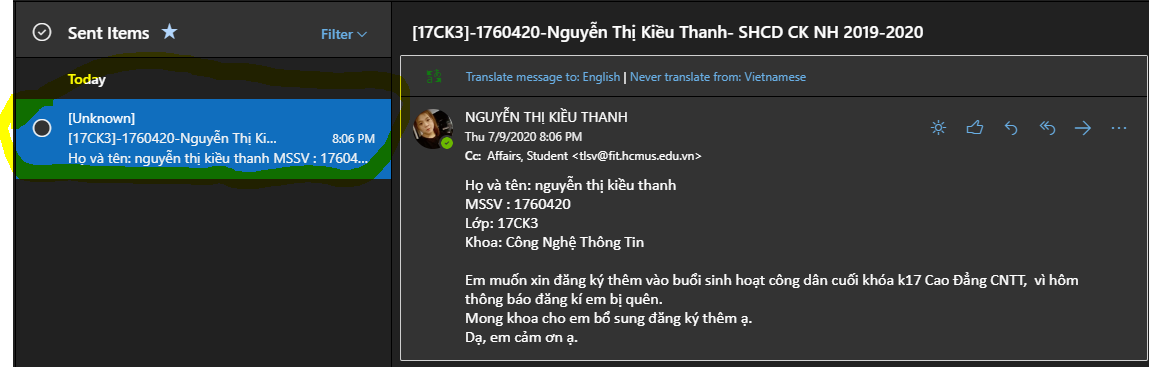 Sent Items
Filter
Today
[Unknown]
[17CK3]-1760420-Nguyễn Thị Ki...
8:06 PM
Họ và tên: nguyễn thị kiều thanh MSSV : 17604...
[17CK3]-1760420-Nguyễn Thị Kiều Thanh- SHCD CK NH 2019-2020
Translate message to: English | Never translate from: Vietnamese
NGUYỄN THỊ KIỀU THANH
Thu 7/9/2020 8:06 PM
Cc: Affairs, Student <tlsv@fit.hcmus.edu.vn>
Họ và tên: nguyễn thị kiều thanh
MSSV : 1760420
Lớp: 17CK3
Khoa: Công Nghệ Thông Tin
Em muốn xin đăng ký thêm vào buổi sinh hoạt công dân cuối khóa k17 Cao Đẳng CNTT, vì hôm
thông báo đăng kí em bị quên.
Mong khoa cho em bổ sung đăng ký thêm ạ.
Dạ, em cảm ơn ạ.